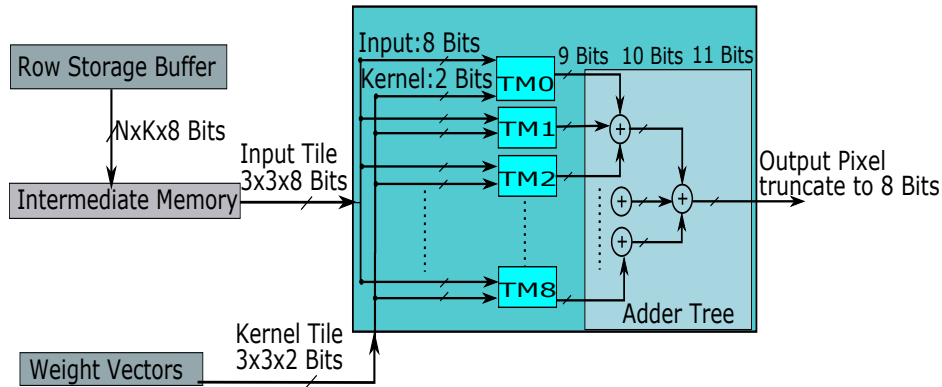 Row Storage Buffer
NxKx8 Bits
Intermediate Memory
Input Tile
3x3x8 Bits
Weight Vectors
Kernel Tile
3x3x2 Bits
Input:8 Bits
Kernel:2 Bits
TM0
TM1
TM2
TM8
9 Bits
10 Bits
11 Bits
+
+
+
+
Adder Tree
Output Pixel
truncate to 8 Bits